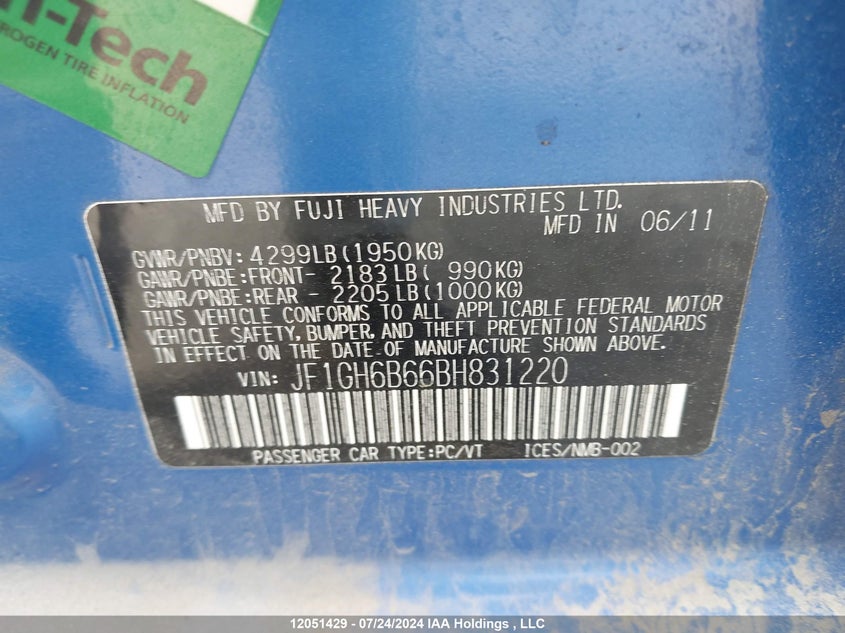 -Tech
ROGEN TIRE INFLATION
MFD BY FUJI HEAVY INDUSTRIES LTD.
MFD IN 06/11
GVWR/PNBV: 4299LB(1950KG)
GAWR/PNBE:FRONT- 2183LB( 990KG)
GAWR/PNBE:REAR - 2205LB(1000KG)
THIS VEHICLE CONFORMS TO ALL APPLICABLE FEDERAL MOTOR
VEHICLE SAFETY, BUMPER, AND THEFT PREVENTION STANDARDS
IN EFFECT ON THE DATE OF MANUFACTURE SHOWN ABOVE.
VIN: JF1GH6B66BH831220
PASSENGER CAR TYPE:PC/VT ICES/NMB-002
12051429 - 07/24/2024 IAA Holdings , LLC